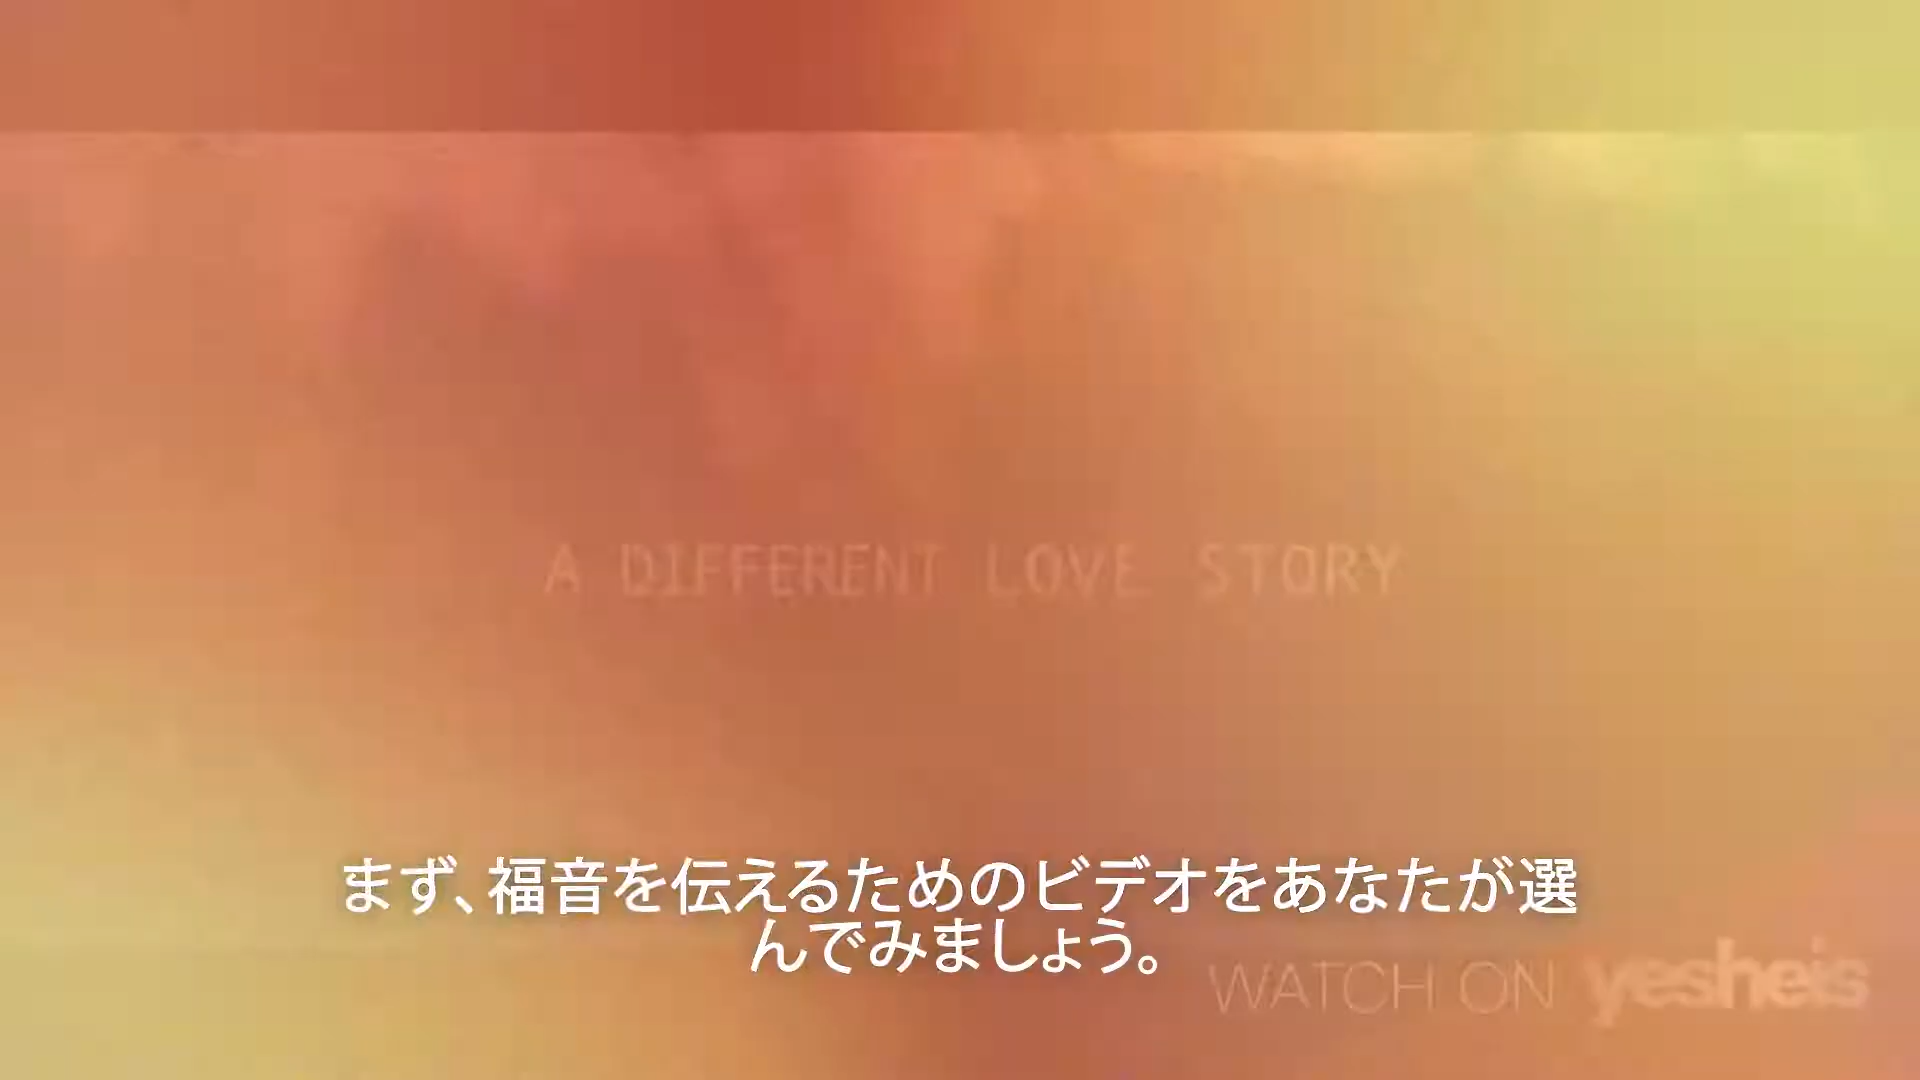 A DIFFERENT LOVE STORY
まず、福音を伝えるためのビデオをあなたが選
んでみましょう。
WATCH ON yesheis